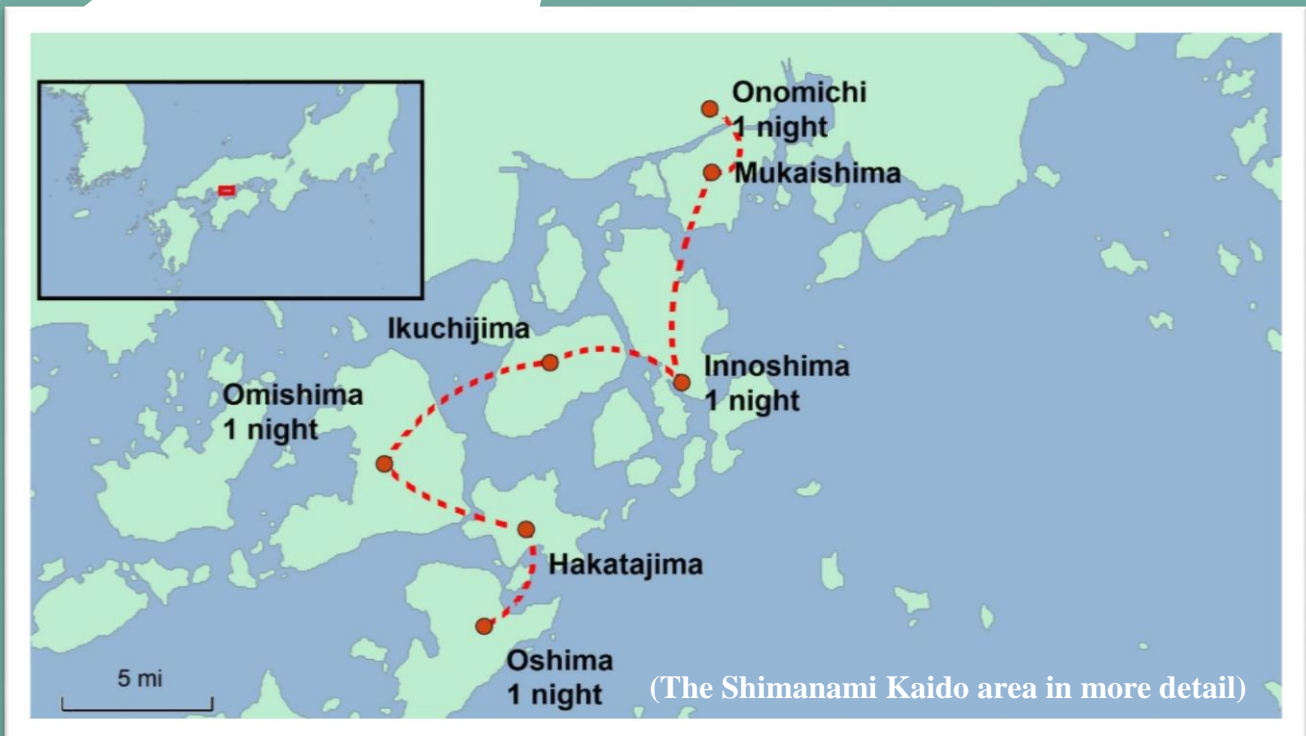 Onomichi
1 night
Mukaishima
Ikuchijima
Innoshima
1 night
Omishima
1 night
Hakatajima
Oshima
1 night
5 mi
(The Shimanami Kaido area in more detail)